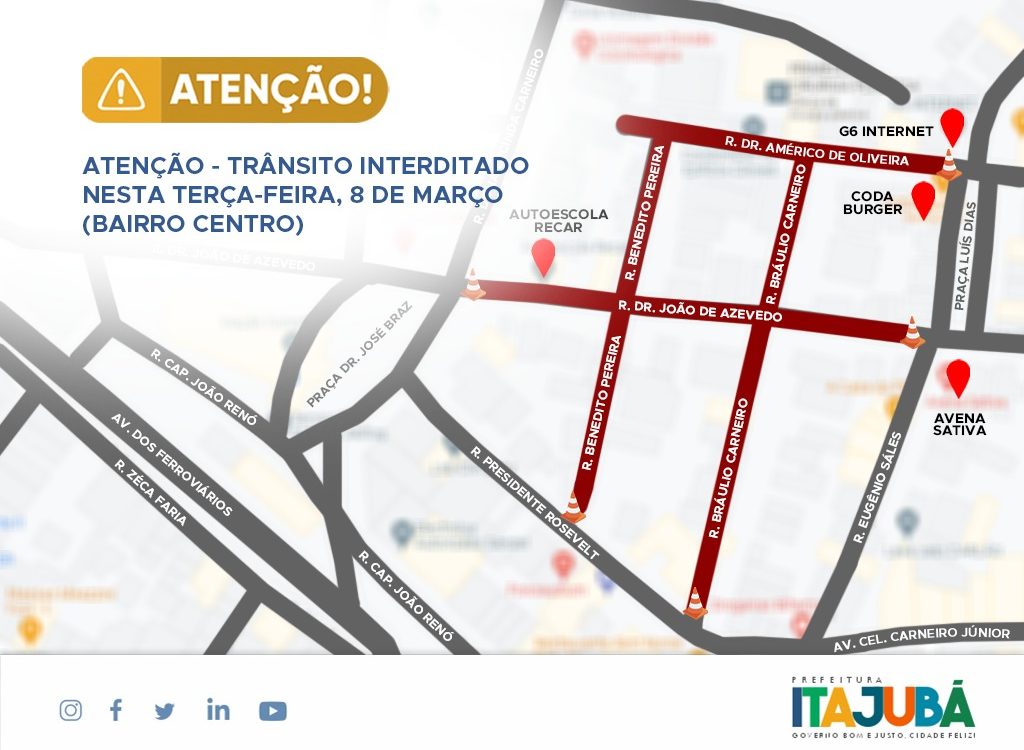 ATENÇÃO!
ATENÇÃO - TRÂNSITO INTERDITADO
NESTA TERÇA-FEIRA, 8 DE MARÇO
(BAIRRO CENTRO)
CARNEIRO
G6 INTERNET
R. DR. AMÉRICO DE OLIVEIRA
CODA
BURGER
AUTOESCOLA
RECAR
R. BENEDITO PEREIRA
R. BRÁULIO CARNEIRO
PRAÇA LUÍS DIAS
JOÃO DE AZEVEDO
R. DR. JOÃO DE AZEVEDO
PRAÇA DR. JOSÉ BRAZ
R. CAP. JOÃO RENÓ
AVENA
SATIVA
R. BENEDITO PEREIRA
R. BRÁULIO CARNEIRO
AV. DOS FERROVIÁRIOS
R. ZÉCA FARIA
R. PRESIDENTE ROSEVELT
R. EUGÊNIO SALES
R. CAP. JOÃO RENÓ
AV. CEL. CARNEIRO JÚNIOR
PREFEITURA
ITAJUBÁ
GOVERNO BOM E JUSTO, CIDADE FELIZ!